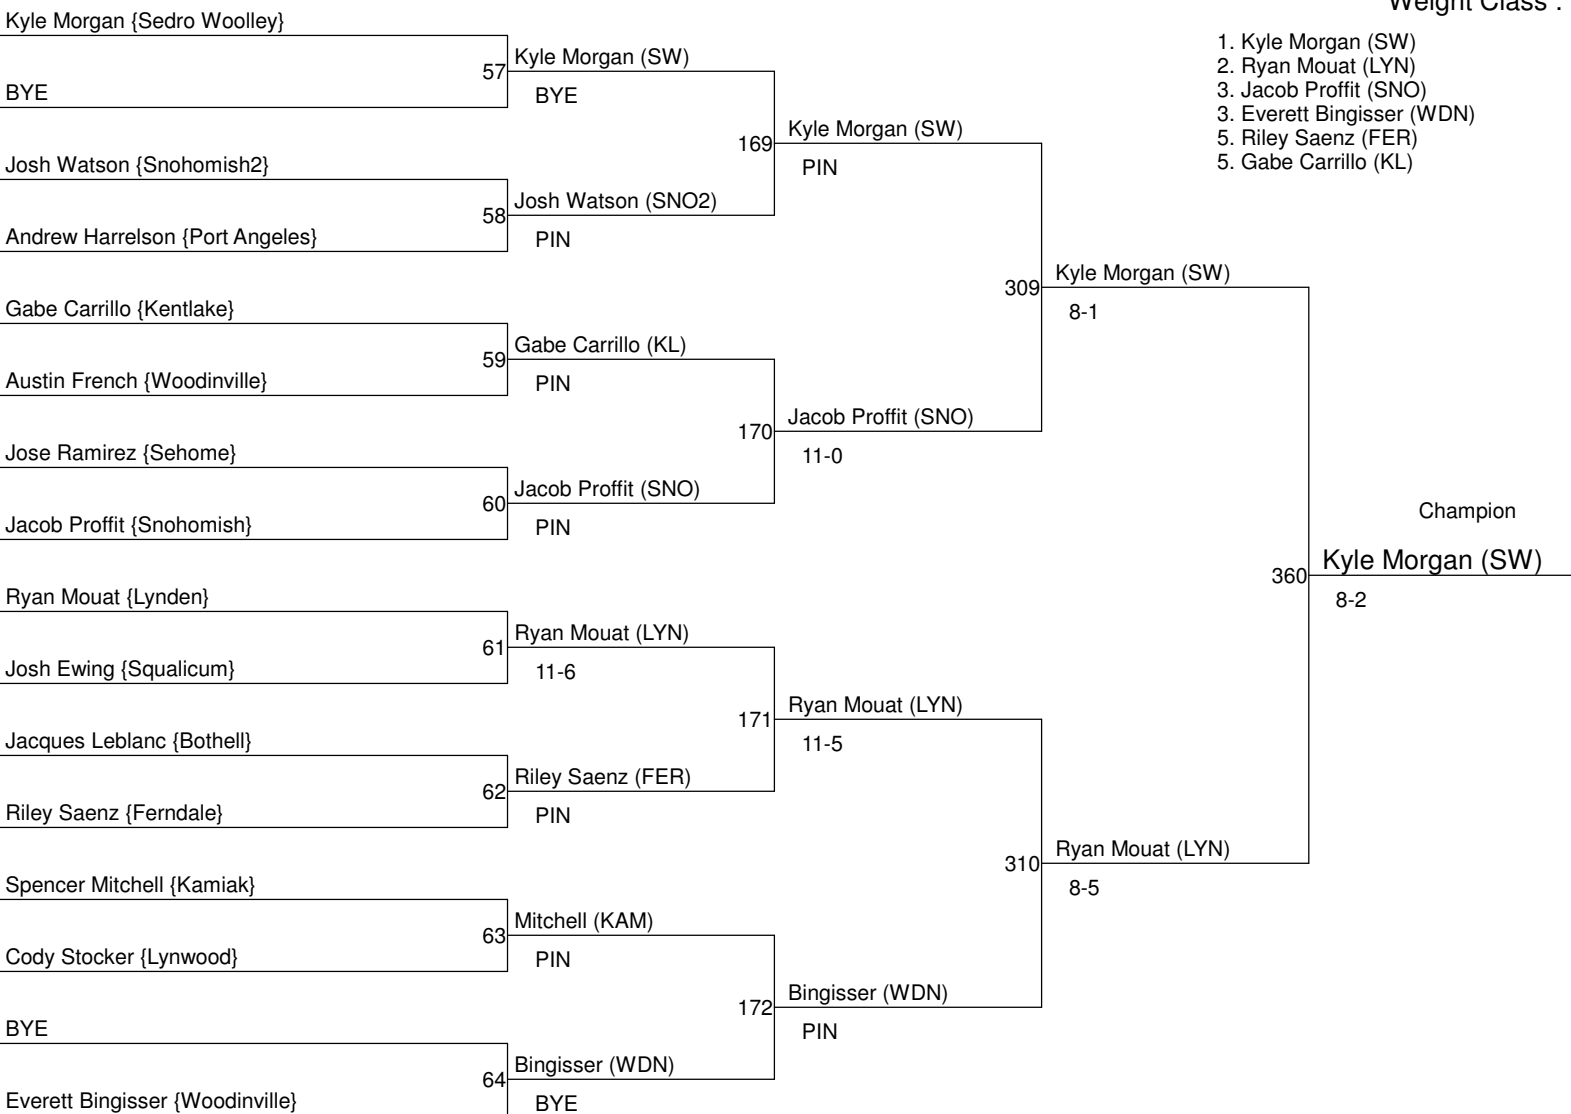 Weight Class :
Kyle Morgan {Sedro Woolley}
BYE
Josh Watson {Snohomish2}
Andrew Harrelson {Port Angeles}
Gabe Carrillo {Kentlake}
Austin French {Woodinville}
Jose Ramirez {Sehome}
Jacob Proffit {Snohomish}
Ryan Mouat {Lynden}
Josh Ewing {Squalicum}
Jacques Leblanc {Bothell}
Riley Saenz {Ferndale}
Spencer Mitchell {Kamiak}
Cody Stocker {Lynwood}
BYE
Everett Bingisser {Woodinville}
57 Kyle Morgan (SW)
BYE
58 Josh Watson (SNO2)
PIN
59 Gabe Carrillo (KL)
PIN
60 Jacob Proffit (SNO)
PIN
61 Ryan Mouat (LYN)
11-6
62 Riley Saenz (FER)
PIN
63 Mitchell (KAM)
PIN
64 Bingisser (WDN)
BYE
169 Kyle Morgan (SW)
PIN
170 Jacob Proffit (SNO)
11-0
171 Ryan Mouat (LYN)
11-5
172 Bingisser (WDN)
PIN
309 Kyle Morgan (SW)
8-1
310 Ryan Mouat (LYN)
8-5
Champion
360 Kyle Morgan (SW)
8-2
1. Kyle Morgan (SW)
2. Ryan Mouat (LYN)
3. Jacob Proffit (SNO)
3. Everett Bingisser (WDN)
5. Riley Saenz (FER)
5. Gabe Carrillo (KL)